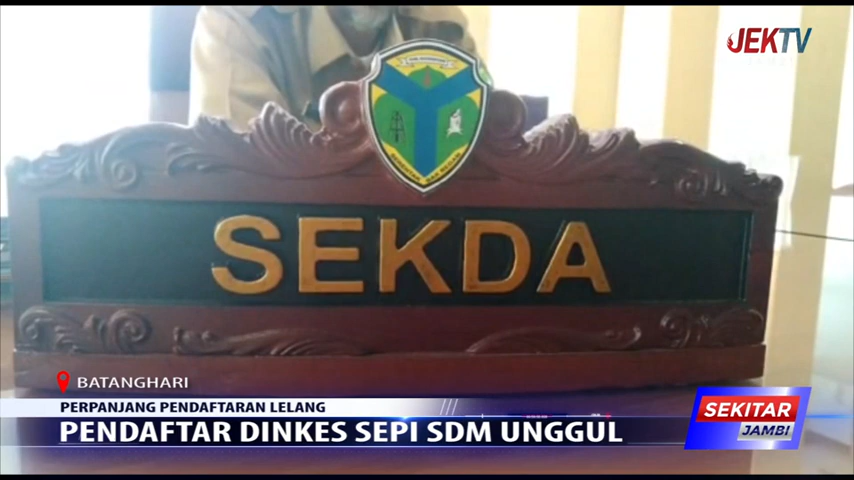 JEKTV
SEKDA
BATANGHARI
PERPANJANG PENDAFTARAN LELANG
PENDAFTAR DINKES SEPI SDM UNGGUL
SEKITAR
JAMBI